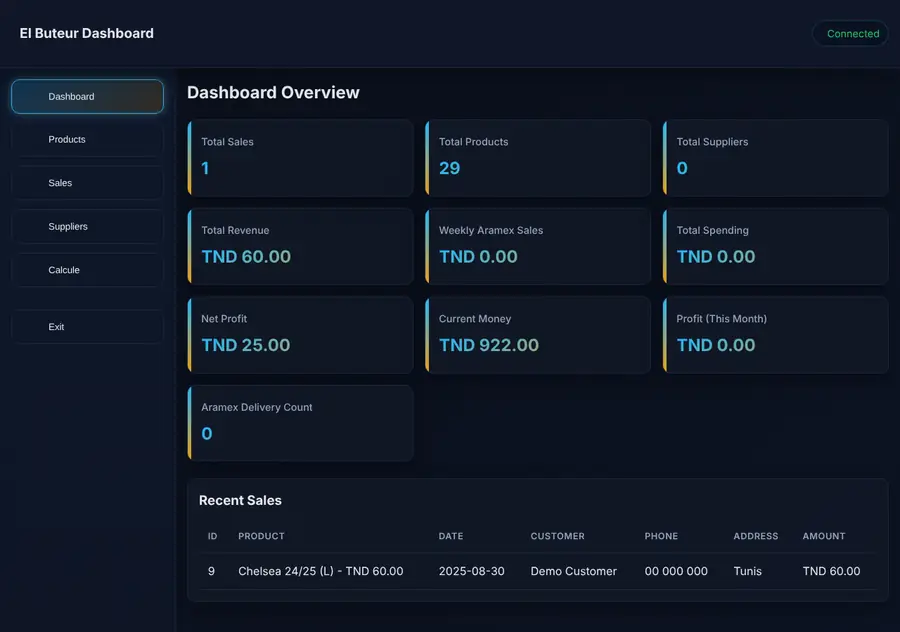 El Buteur Dashboard
Connected
Dashboard
Products
Sales
Suppliers
Calcule
Exit
Dashboard Overview
Total Sales
1
Total Products
29
Total Suppliers
0
Total Revenue
TND 60.00
Weekly Aramex Sales
TND 0.00
Total Spending
TND 0.00
Net Profit
TND 25.00
Current Money
TND 922.00
Profit (This Month)
TND 0.00
Aramex Delivery Count
0
Recent Sales
ID PRODUCT DATE CUSTOMER PHONE ADDRESS AMOUNT
9 Chelsea 24/25 (L) - TND 60.00 2025-08-30 Demo Customer 00 000 000 Tunis TND 60.00